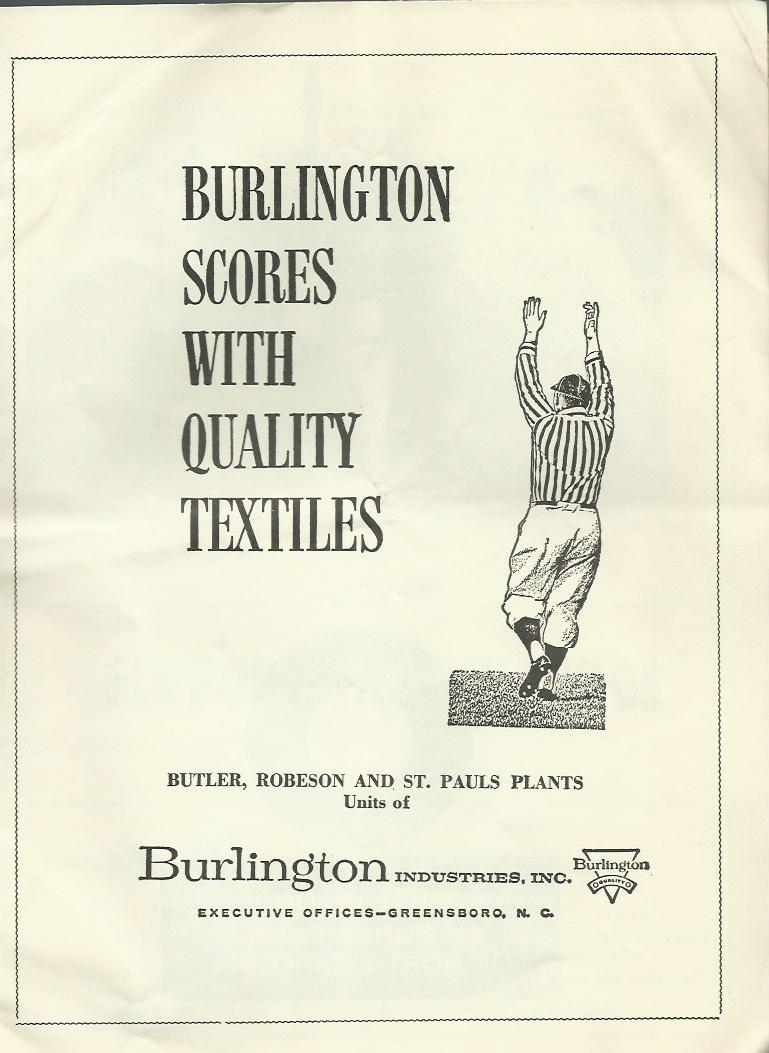 BURLINGTON
SCORES
WITH
QUALITY
TEXTILES
BUTLER, ROBESON AND ST. PAULS PLANTS
Units of
Burlington INDUSTRIES, INC.
Burlington
QUALITY
EXECUTIVE OFFICES—GREENSBORO, N. C.